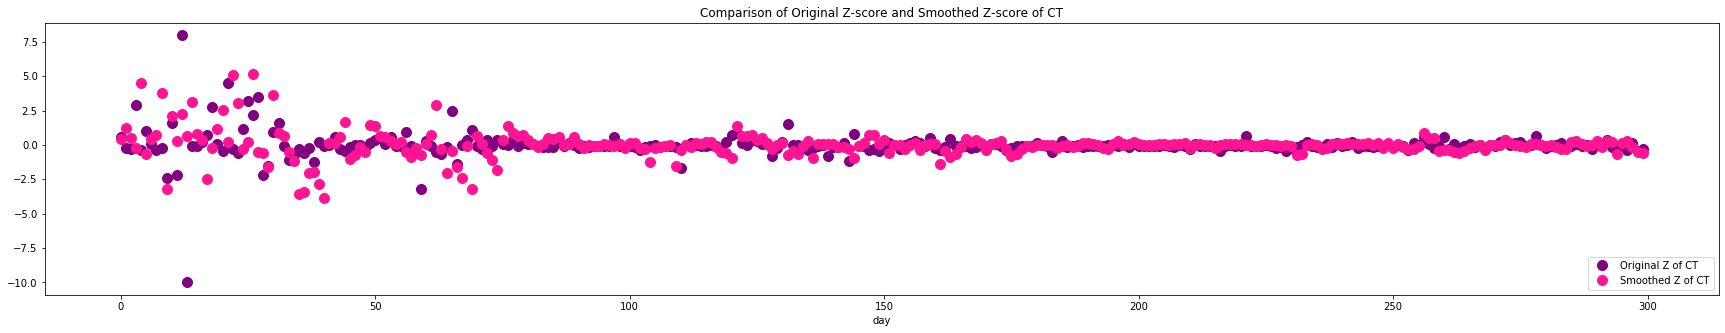 Comparison of Original Z-score and Smoothed Z-score of CT
7.5
5.0
2.5
0.0
−2.5
−5.0
−7.5
−10.0
0 50 100 150 200 250 300
day
Original Z of CT
Smoothed Z of CT